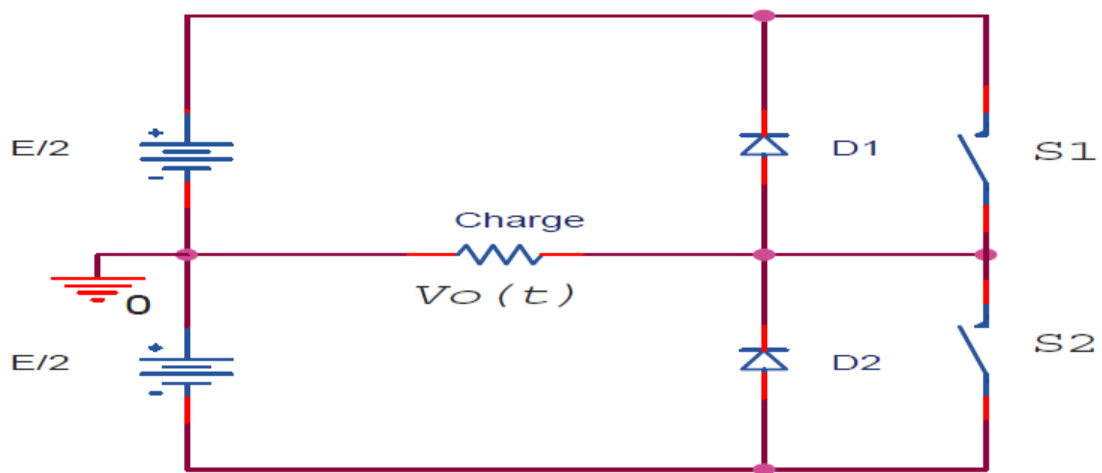 E/2
D1
S1
Charge
Vo(t)
0
E/2
D2
S2